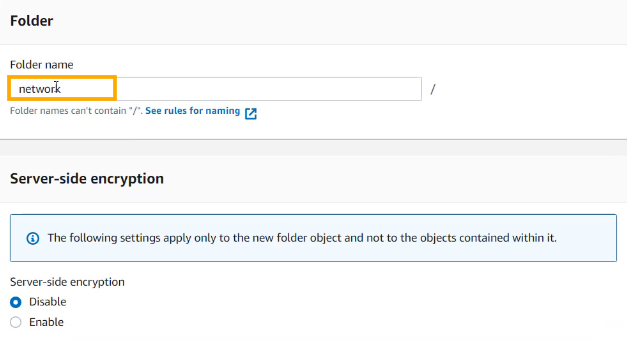 Folder
Folder name
network
/
Folder names can't contain "/". See rules for naming
Server-side encryption
The following settings apply only to the new folder object and not to the objects contained within it.
Server-side encryption
Disable
Enable